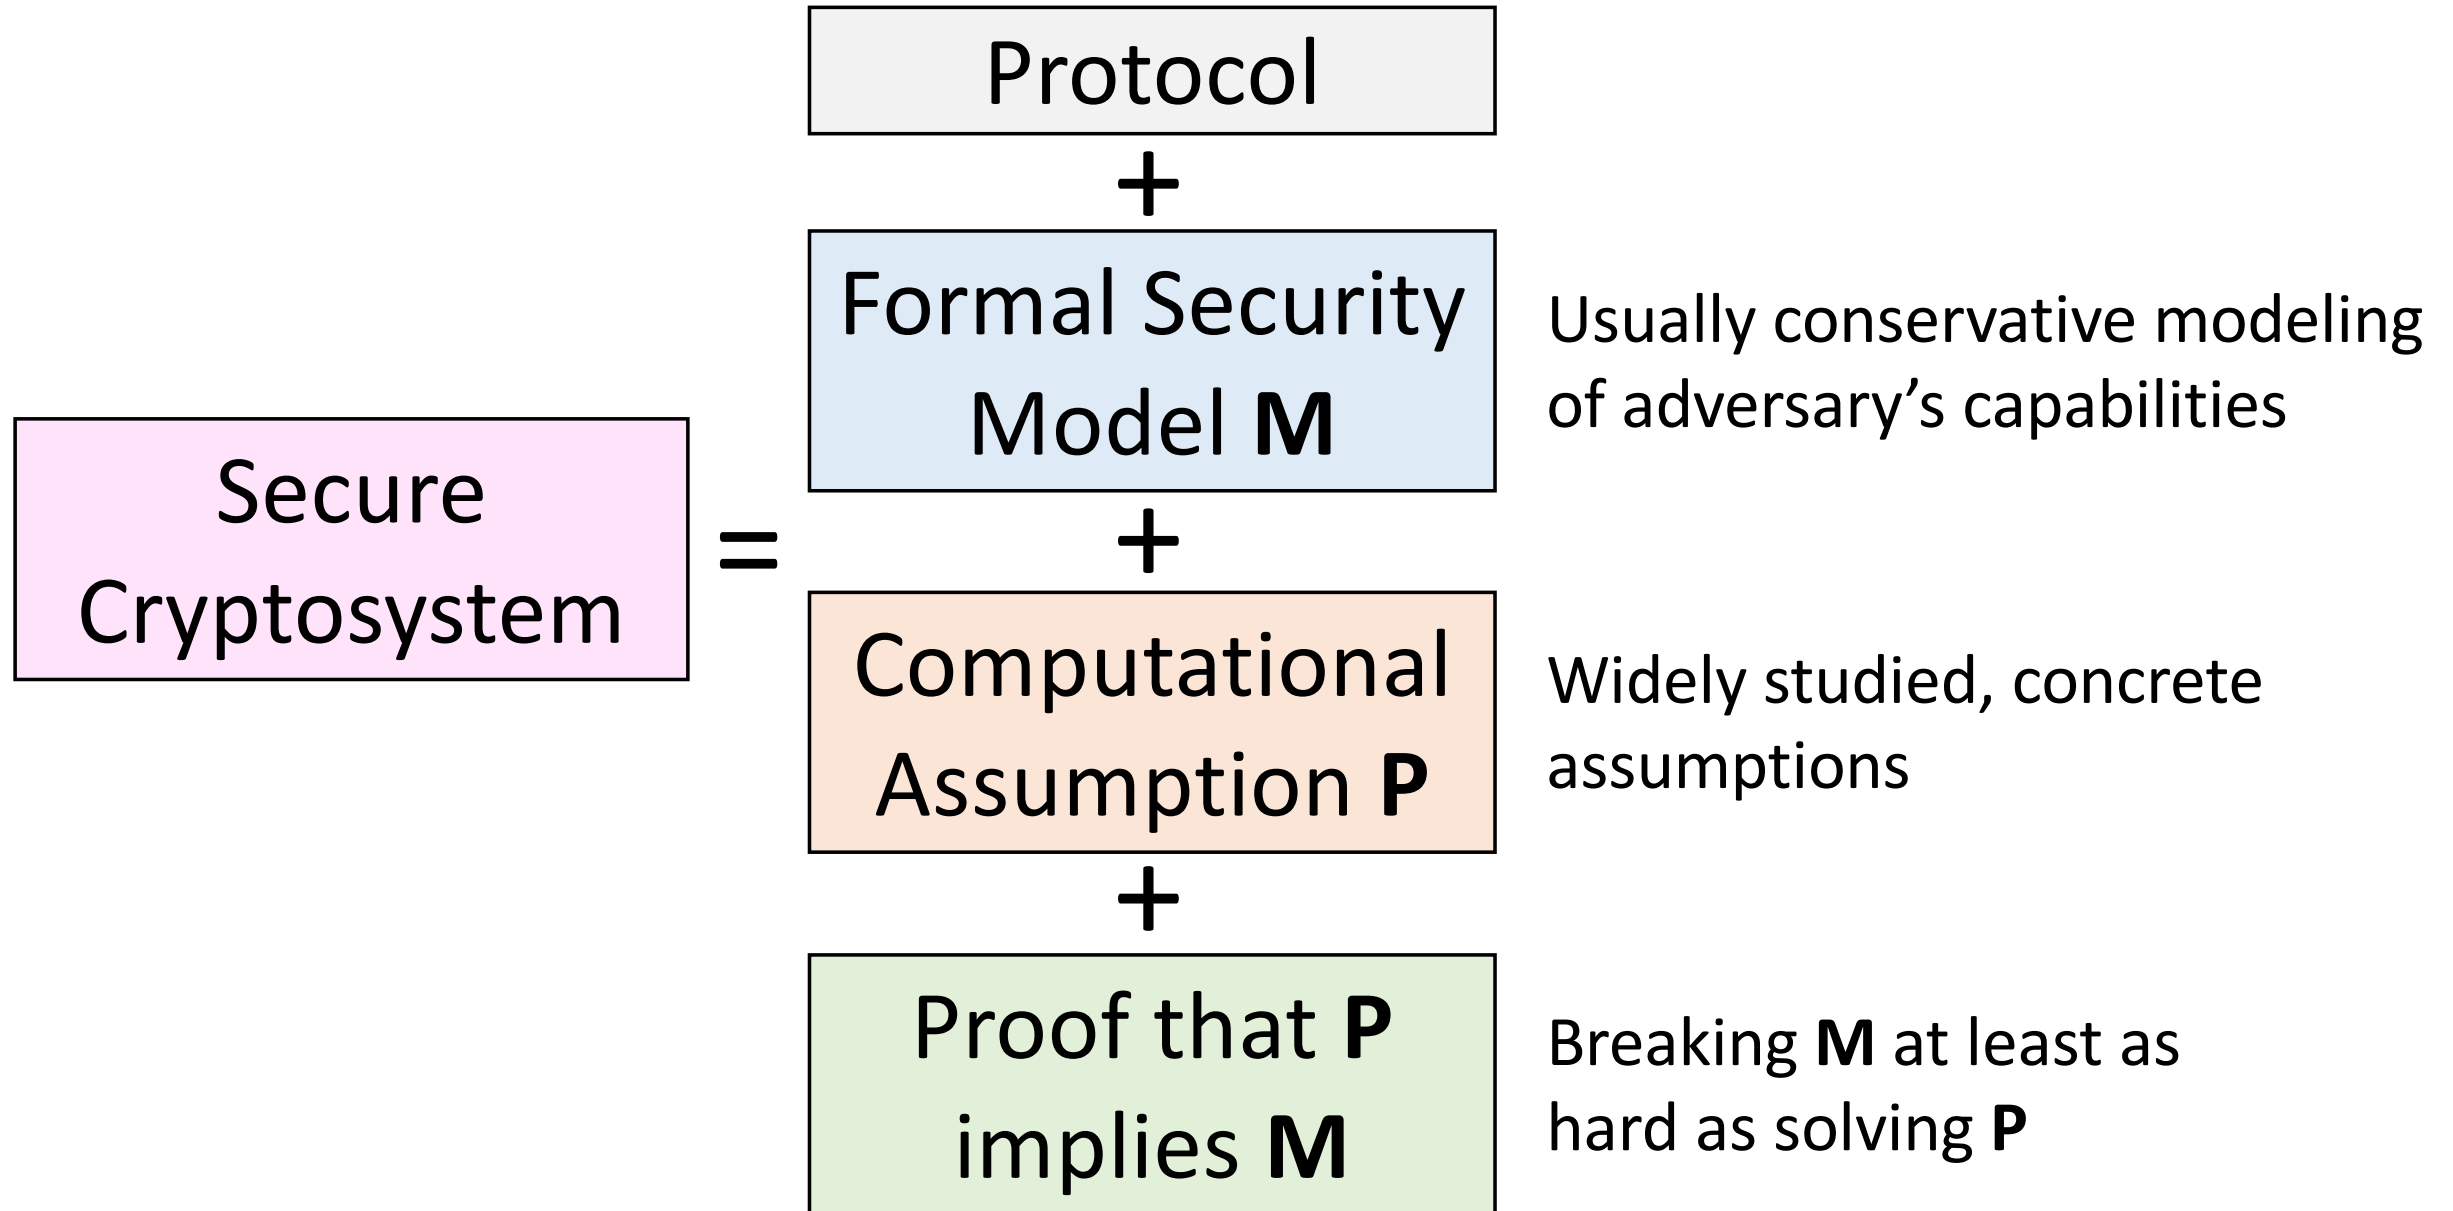 Protocol
+
Formal Security
Model M
Usually conservative modeling
of adversary’s capabilities
Secure
Cryptosystem
=
+
Computational
Assumption P
Widely studied, concrete
assumptions
+
Proof that P
implies M
Breaking M at least as
hard as solving P